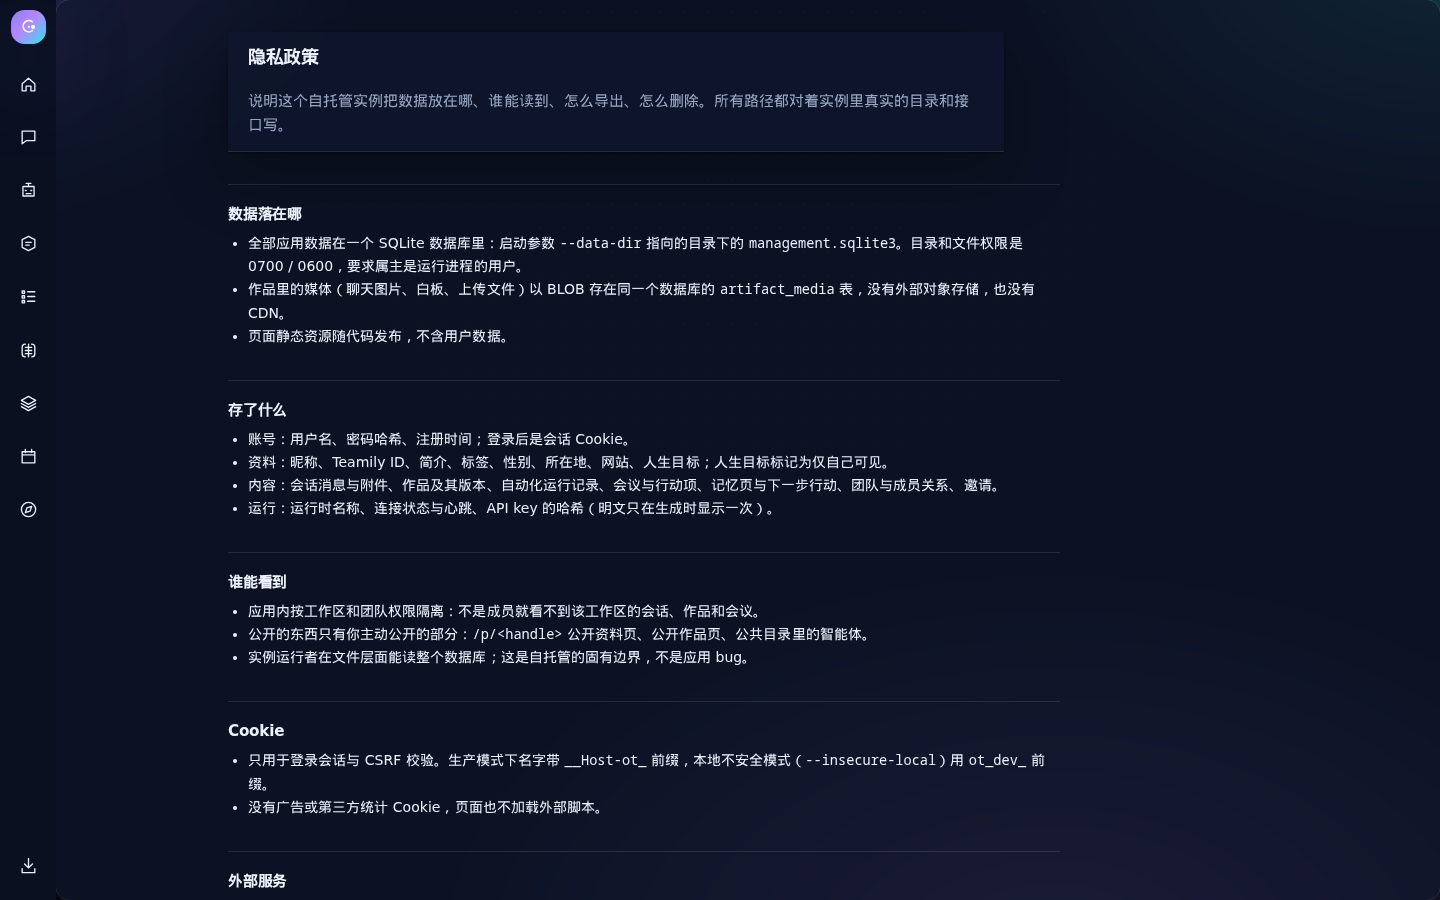 隐私政策
说明这个自托管实例把数据放在哪、谁能读到、怎么导出、怎么删除。所有路径都对着实例里真实的目录和接
口写。
数据落在哪
• 全部应用数据在一个 SQLite 数据库里：启动参数 --data-dir 指向的目录下的 management.sqlite3。目录和文件权限是
0700 / 0600，要求属主是运行进程的用户。
• 作品里的媒体（聊天图片、白板、上传文件）以 BLOB 存在同一个数据库的 artifact_media 表，没有外部对象存储，也没有
CDN。
• 页面静态资源随代码发布，不含用户数据。
存了什么
• 账号：用户名、密码哈希、注册时间；登录后是会话 Cookie。
• 资料：昵称、Teamily ID、简介、标签、性别、所在地、网站、人生目标；人生目标标记为仅自己可见。
• 内容：会话消息与附件、作品及其版本、自动化运行记录、会议与行动项、记忆页与下一步行动、团队与成员关系、邀请。
• 运行：运行时名称、连接状态与心跳、API key 的哈希（明文只在生成时显示一次）。
谁能看到
• 应用内按工作区和团队权限隔离：不是成员就看不到该工作区的会话、作品和会议。
• 公开的东西只有你主动公开的部分：/p/<handle> 公开资料页、公开作品页、公共目录里的智能体。
• 实例运行者在文件层面能读整个数据库；这是自托管的固有边界，不是应用 bug。
Cookie
• 只用于登录会话与 CSRF 校验。生产模式下名字带 __Host-ot_ 前缀，本地不安全模式（--insecure-local）用 ot_dev_ 前
缀。
• 没有广告或第三方统计 Cookie，页面也不加载外部脚本。
外部服务